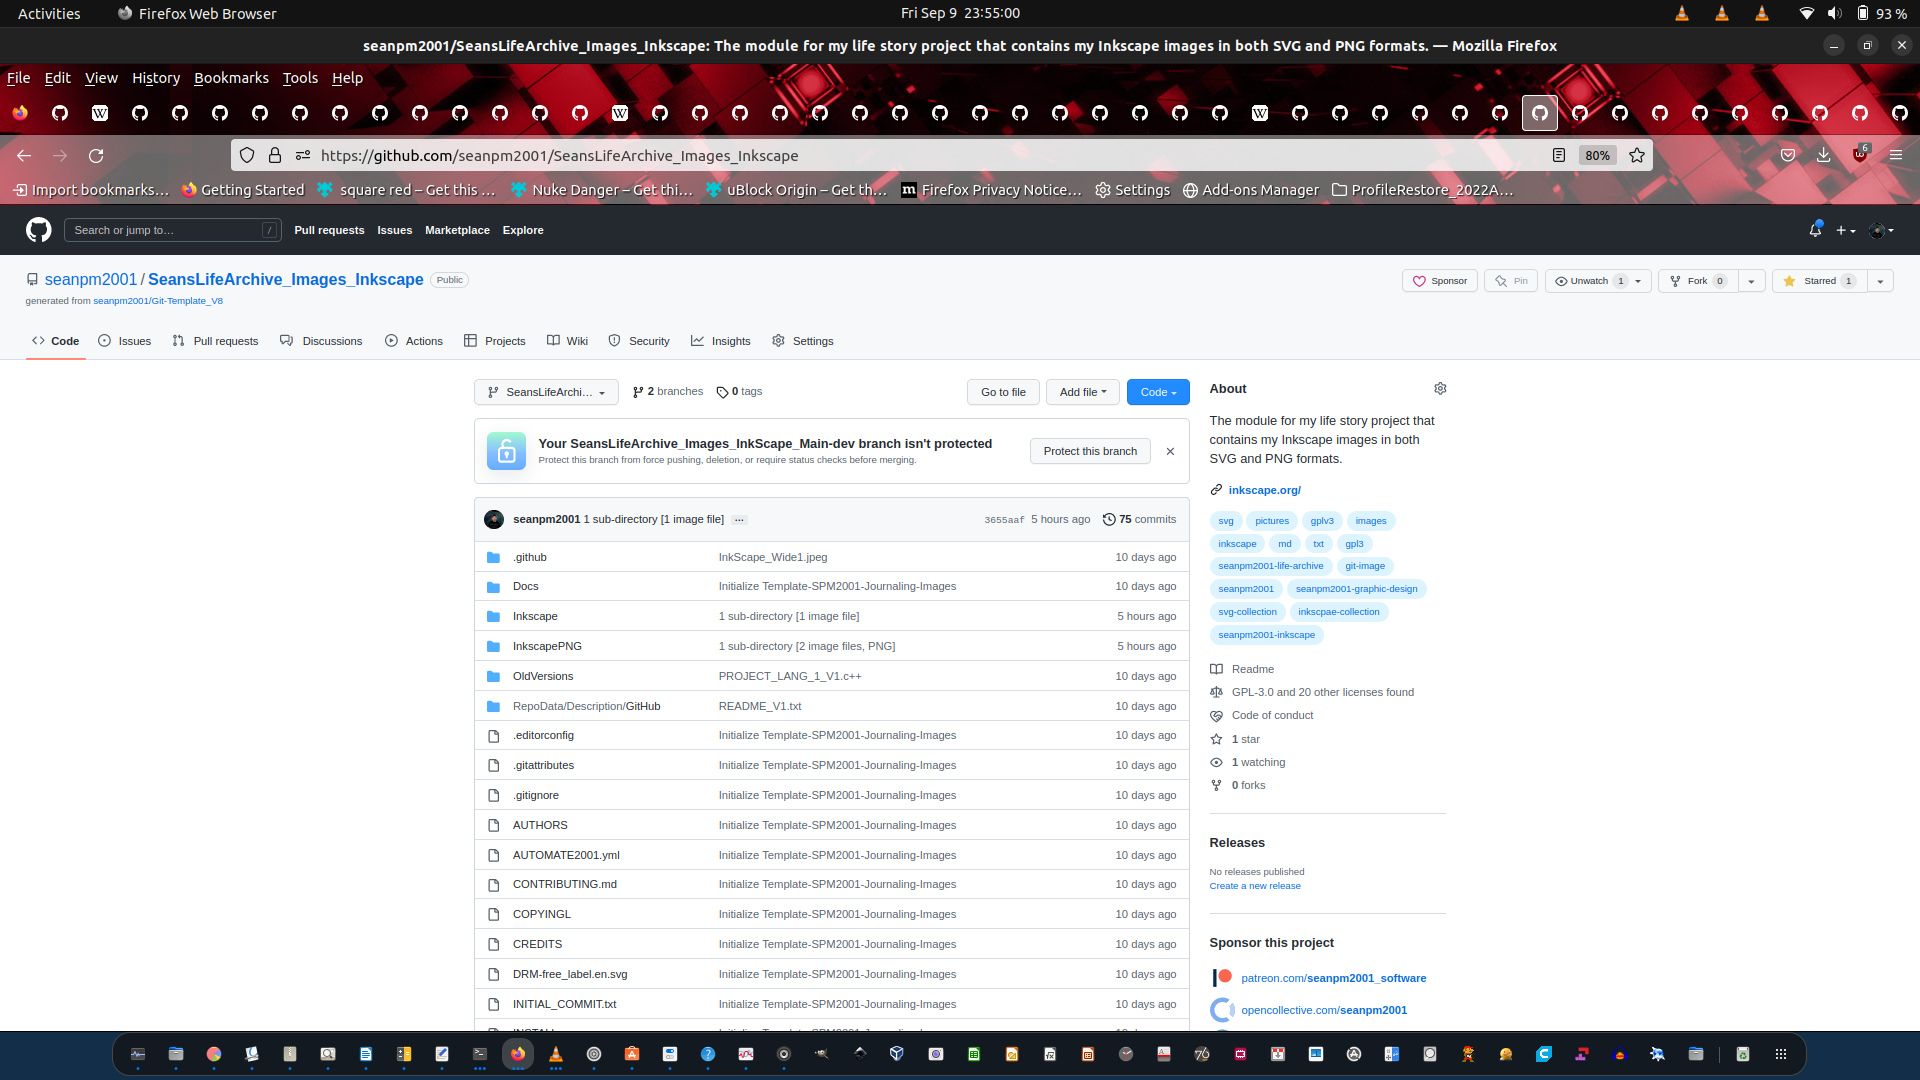 Activities
Firefox Web Browser
Fri Sep 9 23:55:00
93 %
seanpm2001/SeansLifeArchive_Images_Inkscape: The module for my life story project that contains my Inkscape images in both SVG and PNG formats. — Mozilla Firefox
File Edit View History Bookmarks Tools Help
https://github.com/seanpm2001/SeansLifeArchive_Images_Inkscape
80%
6
Import bookmarks… Getting Started square red – Get this … Nuke Danger – Get thi… uBlock Origin – Get th… Firefox Privacy Notice… Settings Add-ons Manager ProfileRestore_2022A…
Search or jump to… /
Pull requests Issues Marketplace Explore
seanpm2001 / SeansLifeArchive_Images_Inkscape Public
generated from seanpm2001/Git-Template_V8
Sponsor Pin Unwatch 1 Fork 0 Starred 1
Code Issues Pull requests Discussions Actions Projects Wiki Security Insights Settings
SeansLifeArchi… 2 branches 0 tags
Go to file Add file Code
Your SeansLifeArchive_Images_InkScape_Main-dev branch isn't protected
Protect this branch from force pushing, deletion, or require status checks before merging.
Protect this branch
seanpm2001 1 sub-directory [1 image file] … 3655aaf 5 hours ago 75 commits
.github InkScape_Wide1.jpeg 10 days ago
Docs Initialize Template-SPM2001-Journaling-Images 10 days ago
Inkscape 1 sub-directory [1 image file] 5 hours ago
InkscapePNG 1 sub-directory [2 image files, PNG] 5 hours ago
OldVersions PROJECT_LANG_1_V1.c++ 10 days ago
RepoData/Description/GitHub README_V1.txt 10 days ago
.editorconfig Initialize Template-SPM2001-Journaling-Images 10 days ago
.gitattributes Initialize Template-SPM2001-Journaling-Images 10 days ago
.gitignore Initialize Template-SPM2001-Journaling-Images 10 days ago
AUTHORS Initialize Template-SPM2001-Journaling-Images 10 days ago
AUTOMATE2001.yml Initialize Template-SPM2001-Journaling-Images 10 days ago
CONTRIBUTING.md Initialize Template-SPM2001-Journaling-Images 10 days ago
COPYINGL Initialize Template-SPM2001-Journaling-Images 10 days ago
CREDITS Initialize Template-SPM2001-Journaling-Images 10 days ago
DRM-free_label.en.svg Initialize Template-SPM2001-Journaling-Images 10 days ago
INITIAL_COMMIT.txt Initialize Template-SPM2001-Journaling-Images 10 days ago
About
The module for my life story project that
contains my Inkscape images in both
SVG and PNG formats.
inkscape.org/
svg pictures gplv3 images
inkscape md txt gpl3
seanpm2001-life-archive git-image
seanpm2001 seanpm2001-graphic-design
svg-collection inkscpae-collection
seanpm2001-inkscape
Readme
GPL-3.0 and 20 other licenses found
Code of conduct
1 star
1 watching
0 forks
Releases
No releases published
Create a new release
Sponsor this project
patreon.com/seanpm2001_software
opencollective.com/seanpm2001